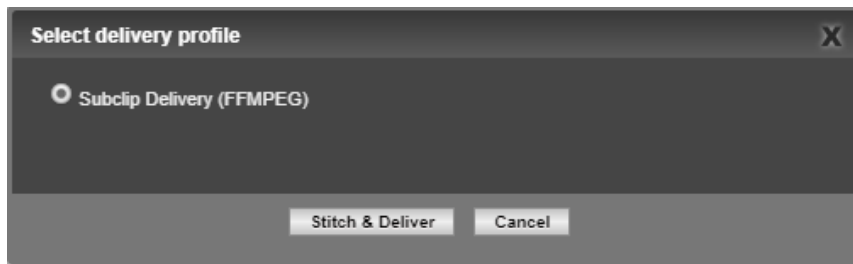 Select delivery profile X
Subclip Delivery (FFMPEG)
Stitch & Deliver Cancel